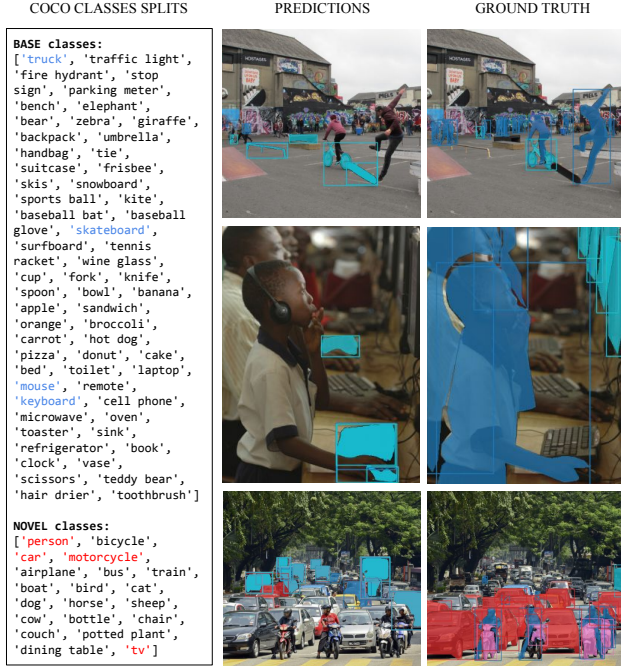 COCO CLASSES SPLITS
PREDICTIONS
GROUND TRUTH
BASE classes:
['truck', 'traffic light',
'fire hydrant', 'stop
sign', 'parking meter',
'bench', 'elephant',
'bear', 'zebra', 'giraffe',
'backpack', 'umbrella',
'handbag', 'tie',
'suitcase', 'frisbee',
'skis', 'snowboard',
'sports ball', 'kite',
'baseball bat', 'baseball
glove', 'skateboard',
'surfboard', 'tennis
racket', 'wine glass',
'cup', 'fork', 'knife',
'spoon', 'bowl', 'banana',
'apple', 'sandwich',
'orange', 'broccoli',
'carrot', 'hot dog',
'pizza', 'donut', 'cake',
'bed', 'toilet', 'laptop',
'mouse', 'remote',
'keyboard', 'cell phone',
'microwave', 'oven',
'toaster', 'sink',
'refrigerator', 'book',
'clock', 'vase',
'scissors', 'teddy bear',
'hair drier', 'toothbrush']
NOVEL classes:
['person', 'bicycle',
'car', 'motorcycle',
'airplane', 'bus', 'train',
'boat', 'bird', 'cat',
'dog', 'horse', 'sheep',
'cow', 'bottle', 'chair',
'couch', 'potted plant',
'dining table', 'tv']